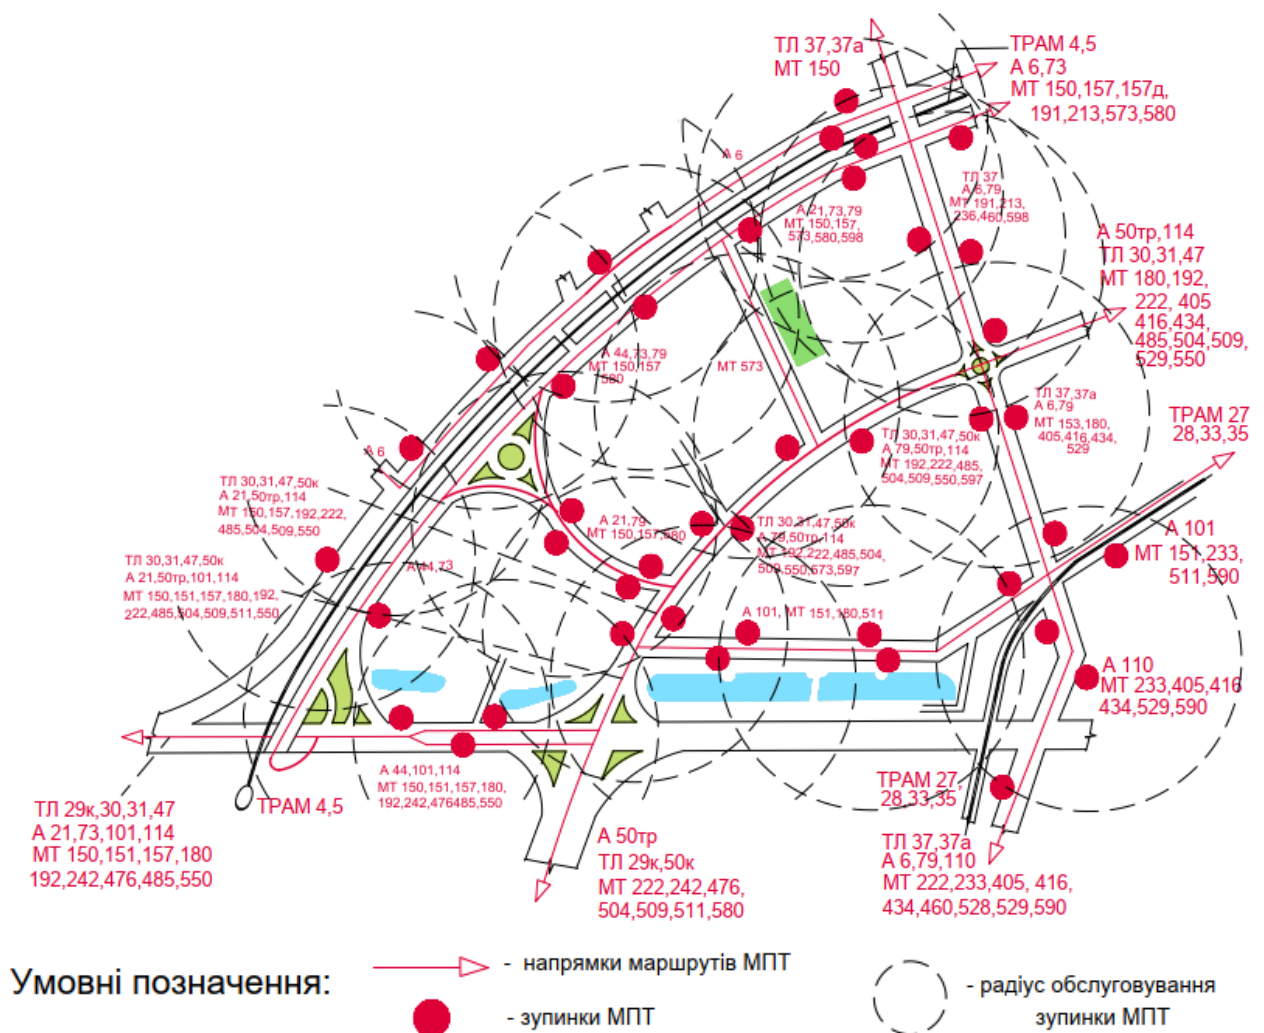 ТЛ 37,37а
МТ 150
ТРАМ 4,5
А 6,73
МТ 150,157,157д,
191,213,573,580
А 6
ТЛ 37
А 6,79
МТ 191,213,
236,460,598
А 21,73,79
МТ 150,157,
573,580,598
А 50тр,114
ТЛ 30,31,47
МТ 180,192,
222, 405
416,434,
485,504,509,
529,550
А 44,73,79
МТ 150,157
580
МТ 573
ТЛ 37,37а
А 6,79
МТ 153,180,
405,416,434,
529
ТРАМ 27
28,33,35
ТЛ 30,31,47,50к
А 79,50тр,114
МТ 192,222,485,
504,509,550,597
А 6
ТЛ 30,31,47,50к
А 21,50тр,114
МТ 150,157,192,222,
485,504,509,550
А 21,79
МТ 150,157,580
ТЛ 30,31,47,50к
А 79,50тр,114
МТ 192,222,485,504,
509,550,573,597
А 101
МТ 151,233,
511,590
ТЛ 30,31,47,50к
А 21,50тр,101,114
МТ 150,151,157,180,192,
222,485,504,509,511,550
А 44,73
А 101, МТ 151,180,511
А 110
МТ 233,405,416
434,529,590
А 44,101,114
МТ 150,151,157,180,
192,242,476485,550
ТРАМ 27,
28,33,35
ТРАМ 4,5
ТЛ 29к,30,31,47
А 21,73,101,114
МТ 150,151,157,180
192,242,476,485,550
А 50тр
ТЛ 29к,50к
МТ 222,242,476,
504,509,511,580
ТЛ 37,37а
А 6,79,110
МТ 222,233,405, 416,
434,460,528,529,590
Умовні позначення:
- напрямки маршрутів МПТ
- зупинки МПТ
- радіус обслуговування
зупинки МПТ